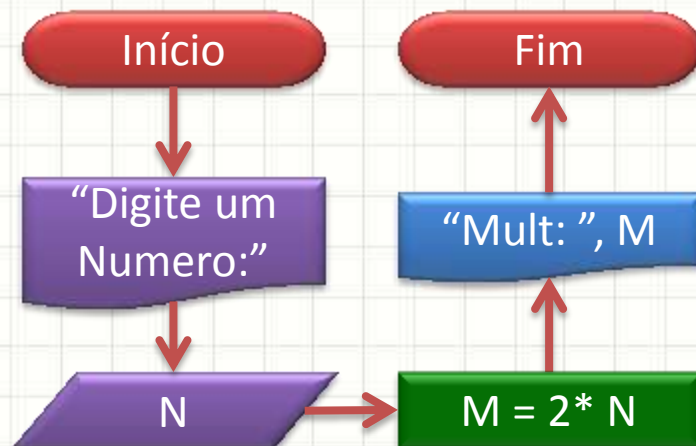 Início
“Digite um
Numero:”
N
M = 2* N
“Mult: ”, M
Fim